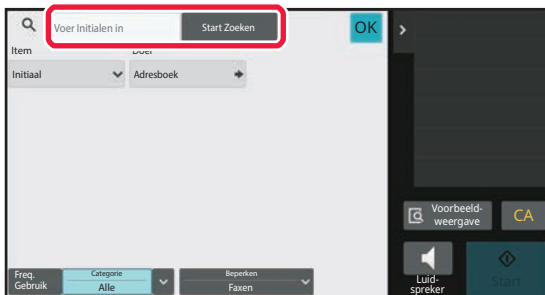 Voer Initialen in
Start Zoeken
OK
Item
Doel
Initiaal
Adresboek
Voorbeeld-
weergave
CA
Freq.
Gebruik
Categorie
Alle
Beperken
Faxen
Luid-
spreker
Start